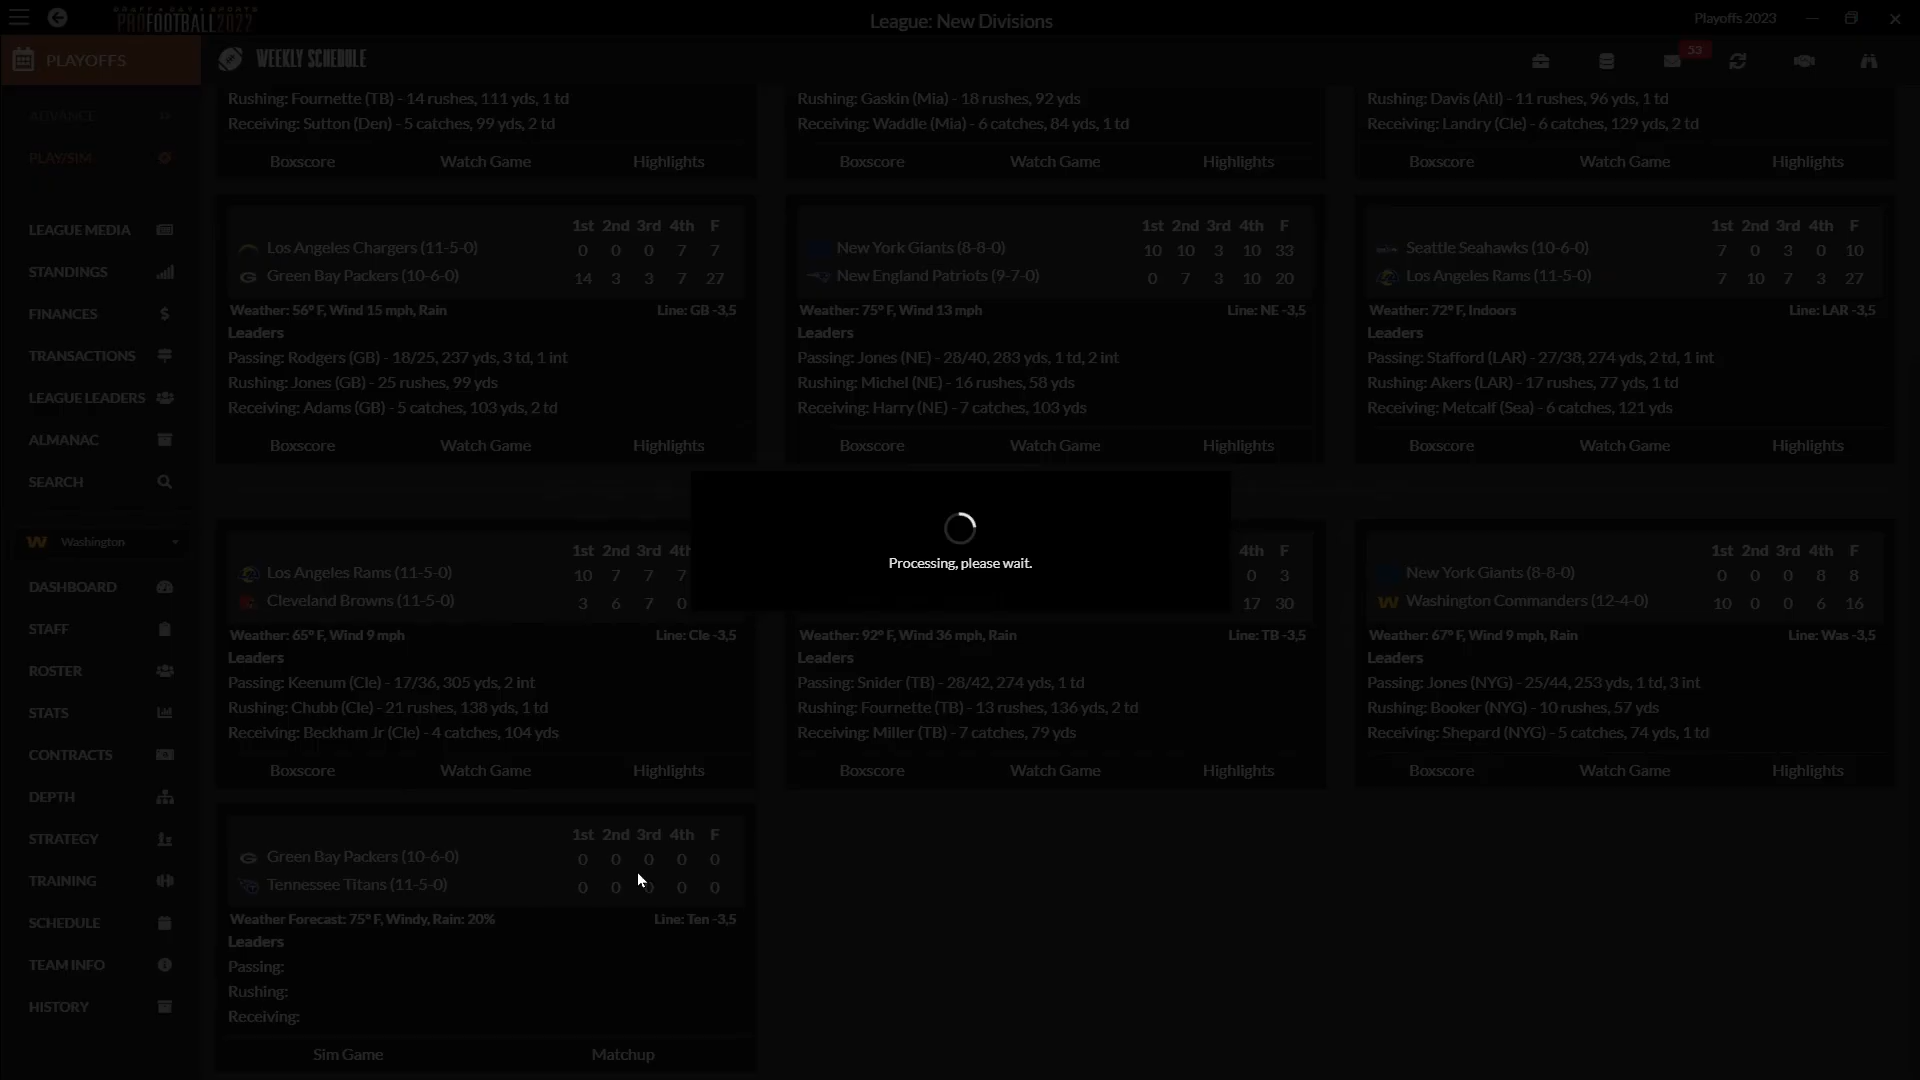 DRAFT DAY SPORTS
PROFOOTBALL2022
League: New Divisions
Playoffs 2023
PLAYOFFS
WEEKLY SCHEDULE
53
ADVANCE
PLAY/SIM
LEAGUE MEDIA
STANDINGS
FINANCES
TRANSACTIONS
LEAGUE LEADERS
ALMANAC
SEARCH
Washington
DASHBOARD
STAFF
ROSTER
STATS
CONTRACTS
DEPTH
STRATEGY
TRAINING
SCHEDULE
TEAM INFO
HISTORY
Rushing: Fournette (TB) - 14 rushes, 111 yds, 1 td
Receiving: Sutton (Den) - 5 catches, 99 yds, 2 td
Boxscore Watch Game Highlights
Rushing: Gaskin (Mia) - 18 rushes, 92 yds
Receiving: Waddle (Mia) - 6 catches, 84 yds, 1 td
Boxscore Watch Game Highlights
Rushing: Davis (Atl) - 11 rushes, 96 yds, 1 td
Receiving: Landry (Cle) - 6 catches, 129 yds, 2 td
Boxscore Watch Game Highlights
1st 2nd 3rd 4th F
Los Angeles Chargers (11-5-0) 0 0 0 7 7
Green Bay Packers (10-6-0) 14 3 3 7 27
Weather: 56° F, Wind 15 mph, Rain Line: GB -3,5
Leaders
Passing: Rodgers (GB) - 18/25, 237 yds, 3 td, 1 int
Rushing: Jones (GB) - 25 rushes, 99 yds
Receiving: Adams (GB) - 5 catches, 103 yds, 2 td
Boxscore Watch Game Highlights
1st 2nd 3rd 4th F
New York Giants (8-8-0) 10 10 3 10 33
New England Patriots (9-7-0) 0 7 3 10 20
Weather: 75° F, Wind 13 mph Line: NE -3,5
Leaders
Passing: Jones (NE) - 28/40, 283 yds, 1 td, 2 int
Rushing: Michel (NE) - 16 rushes, 58 yds
Receiving: Harry (NE) - 7 catches, 103 yds
Boxscore Watch Game Highlights
1st 2nd 3rd 4th F
Seattle Seahawks (10-6-0) 7 0 3 0 10
Los Angeles Rams (11-5-0) 7 10 7 3 27
Weather: 72° F, Indoors Line: LAR -3,5
Leaders
Passing: Stafford (LAR) - 27/38, 274 yds, 2 td, 1 int
Rushing: Akers (LAR) - 17 rushes, 77 yds, 1 td
Receiving: Metcalf (Sea) - 6 catches, 121 yds
Boxscore Watch Game Highlights
Processing, please wait.
1st 2nd 3rd 4th
Los Angeles Rams (11-5-0) 10 7 7 7
Cleveland Browns (11-5-0) 3 6 7 0
Weather: 65° F, Wind 9 mph Line: Cle -3,5
Leaders
Passing: Keenum (Cle) - 17/36, 305 yds, 2 int
Rushing: Chubb (Cle) - 21 rushes, 138 yds, 1 td
Receiving: Beckham Jr (Cle) - 4 catches, 104 yds
Boxscore Watch Game Highlights
4th F
0 3
17 30
Weather: 92° F, Wind 36 mph, Rain Line: TB -3,5
Leaders
Passing: Snider (TB) - 28/42, 274 yds, 1 td
Rushing: Fournette (TB) - 13 rushes, 136 yds, 2 td
Receiving: Miller (TB) - 7 catches, 79 yds
Boxscore Watch Game Highlights
1st 2nd 3rd 4th F
New York Giants (8-8-0) 0 0 0 8 8
Washington Commanders (12-4-0) 10 0 0 6 16
Weather: 67° F, Wind 9 mph, Rain Line: Was -3,5
Leaders
Passing: Jones (NYG) - 25/44, 253 yds, 1 td, 3 int
Rushing: Booker (NYG) - 10 rushes, 57 yds
Receiving: Shepard (NYG) - 5 catches, 74 yds, 1 td
Boxscore Watch Game Highlights
1st 2nd 3rd 4th F
Green Bay Packers (10-6-0) 0 0 0 0 0
Tennessee Titans (11-5-0) 0 0 0 0 0
Weather Forecast: 75° F, Windy, Rain: 20% Line: Ten -3,5
Leaders
Passing:
Rushing:
Receiving:
Sim Game Matchup